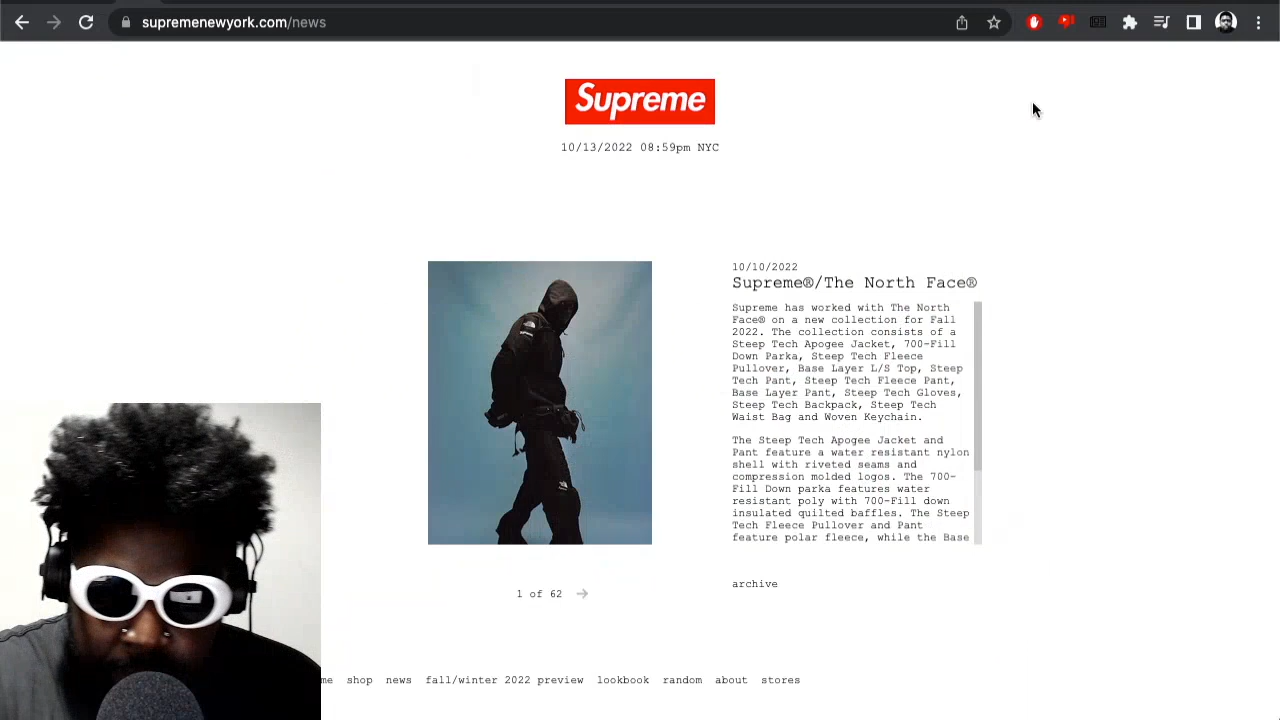 supremenewyork.com/news
Supreme
10/13/2022 08:59pm NYC
10/10/2022
Supreme®/The North Face®
Supreme has worked with The North
Face® on a new collection for Fall
2022. The collection consists of a
Steep Tech Apogee Jacket, 700-Fill
Down Parka, Steep Tech Fleece
Pullover, Base Layer L/S Top, Steep
Tech Pant, Steep Tech Fleece Pant,
Base Layer Pant, Steep Tech Gloves,
Steep Tech Backpack, Steep Tech
Waist Bag and Woven Keychain.
The Steep Tech Apogee Jacket and
Pant feature a water resistant nylon
shell with riveted seams and
compression molded logos. The 700-
Fill Down parka features water
resistant poly with 700-Fill down
insulated quilted baffles. The Steep
Tech Fleece Pullover and Pant
feature polar fleece, while the Base
archive
1 of 62
me shop news fall/winter 2022 preview lookbook random about stores